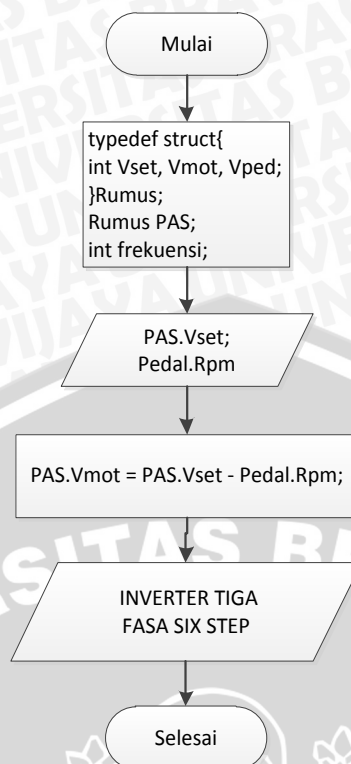 Mulai
typedef struct{
int Vset, Vmot, Vped;
}Rumus;
Rumus PAS;
int frekuensi;
PAS.Vset;
Pedal.Rpm
PAS.Vmot = PAS.Vset - Pedal.Rpm;
INVERTER TIGA
FASA SIX STEP
Selesai